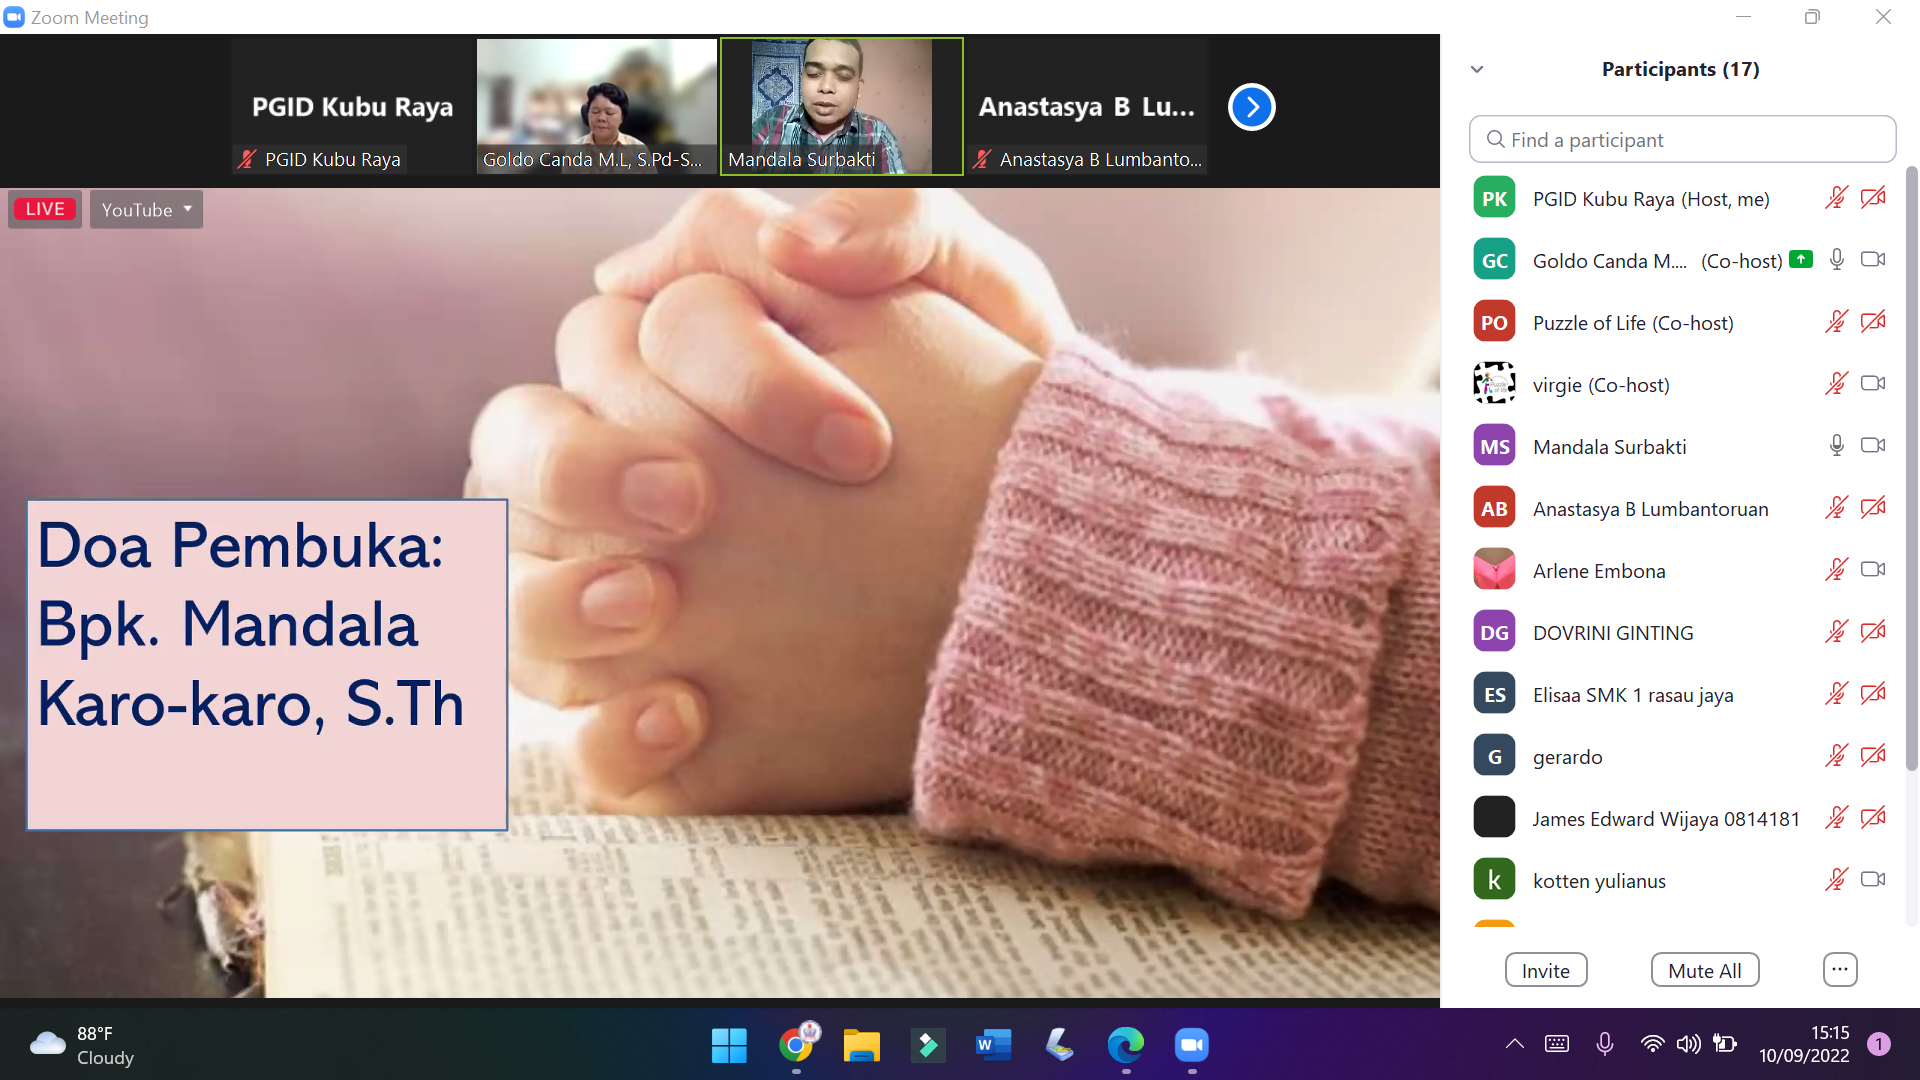 Zoom Meeting
PGID Kubu Raya
PGID Kubu Raya
Goldo Canda M.L, S.Pd-S...
Mandala Surbakti
Anastasya B Lu...
Anastasya B Lumbanto...
LIVE
YouTube
Doa Pembuka:
Bpk. Mandala
Karo-karo, S.Th
Participants (17)
Find a participant
PK PGID Kubu Raya (Host, me)
GC Goldo Canda M.... (Co-host)
PO Puzzle of Life (Co-host)
virgie (Co-host)
MS Mandala Surbakti
AB Anastasya B Lumbantoruan
Arlene Embona
DG DOVRINI GINTING
ES Elisaa SMK 1 rasau jaya
G gerardo
James Edward Wijaya 0814181
k kotten yulianus
Invite
Mute All
...
88°F
Cloudy
W
15:15
10/09/2022
1